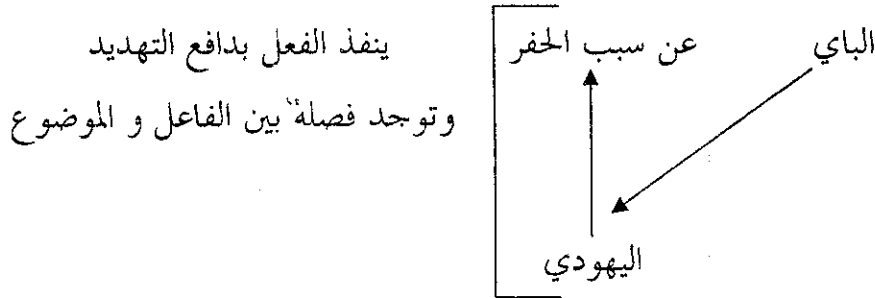 الباي
عن سبب الحفر
ينفذ الفعل بدافع التهديد
وتوجد فصلة بين الفاعل و الموضوع
اليهودي